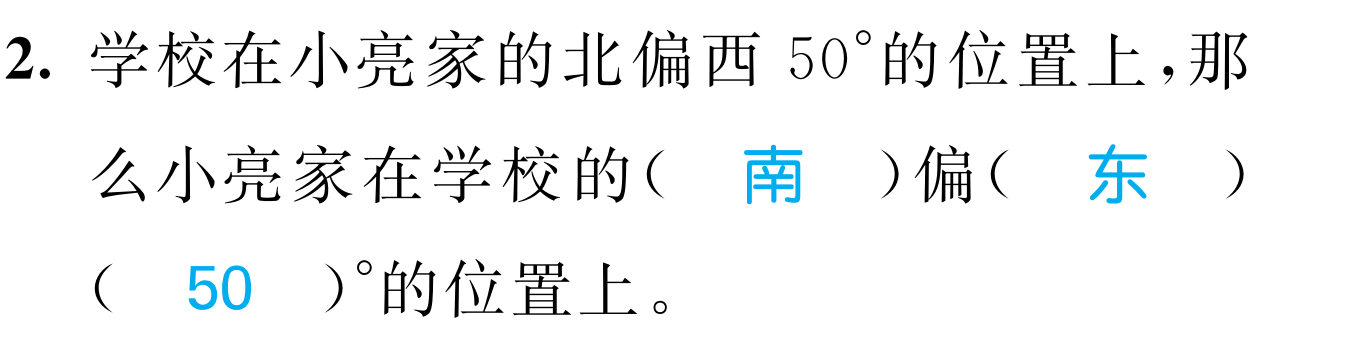 2. 学校在小亮家的北偏西 50°的位置上,那
么小亮家在学校的( 南 )偏( 东 )
( 50 )°的位置上。